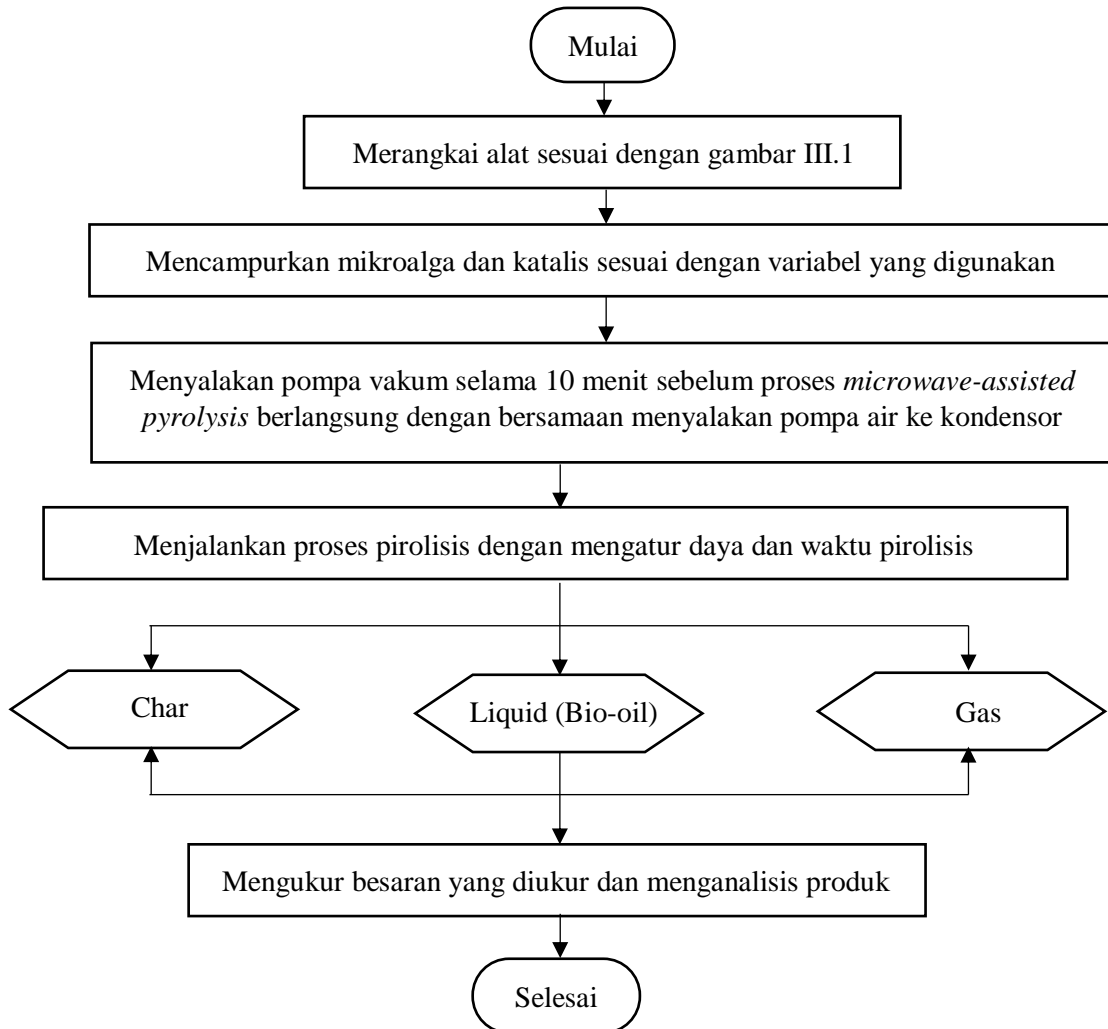 Mulai
Merangkai alat sesuai dengan gambar III.1
Mencampurkan mikroalga dan katalis sesuai dengan variabel yang digunakan
Menyalakan pompa vakum selama 10 menit sebelum proses microwave-assisted
pyrolysis berlangsung dengan bersamaan menyalakan pompa air ke kondensor
Menjalankan proses pirolisis dengan mengatur daya dan waktu pirolisis
Char
Liquid (Bio-oil)
Gas
Mengukur besaran yang diukur dan menganalisis produk
Selesai